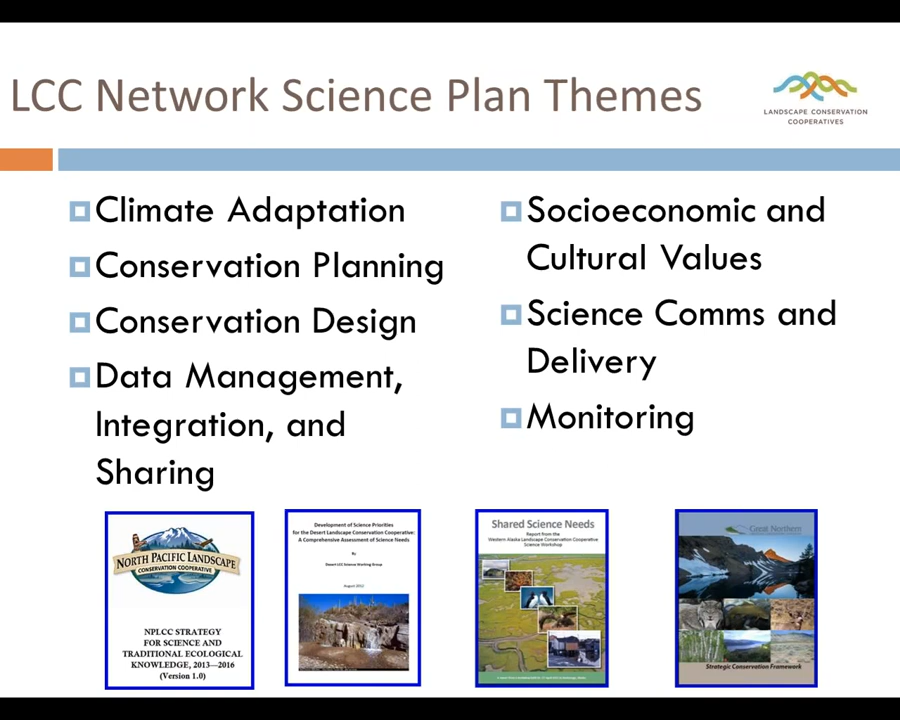 LCC Network Science Plan Themes
LANDSCAPE CONSERVATION
COOPERATIVES
Climate Adaptation
Conservation Planning
Conservation Design
Data Management,
Integration, and
Sharing
Socioeconomic and
Cultural Values
Science Comms and
Delivery
Monitoring
NORTH PACIFIC LANDSCAPE
CONSERVATION COOPERATIVE
NPLCC STRATEGY
FOR SCIENCE AND
TRADITIONAL ECOLOGICAL
KNOWLEDGE, 2013—2016
(Version 1.0)
Development of Science Priorities
for the Desert Landscape Conservation Cooperative:
A Comprehensive Assessment of Science Needs
By
Desert LCC Science Working Group
August 2012
Shared Science Needs
Report from the
Western Alaska Landscape Conservation Cooperative
Science Workshop
Great Northern
Strategic Conservation Framework